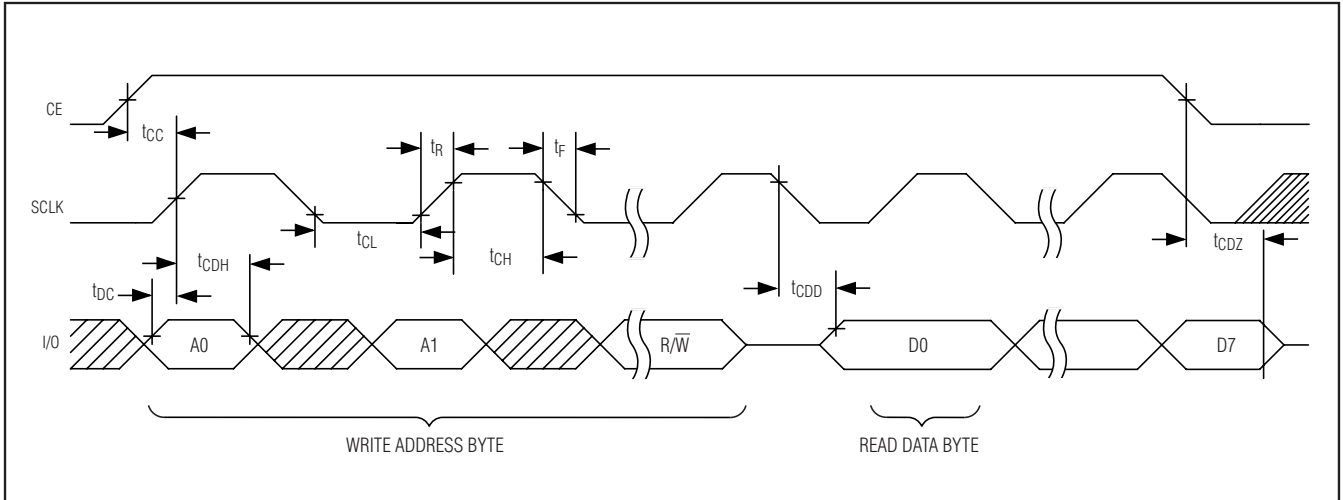 CE
tCC
tR
tF
SCLK
tCL
tCDZ
tCDH
tCH
tDC
tCDD
I/O
A0
A1
R/W̅
D0
D7
WRITE ADDRESS BYTE
READ DATA BYTE